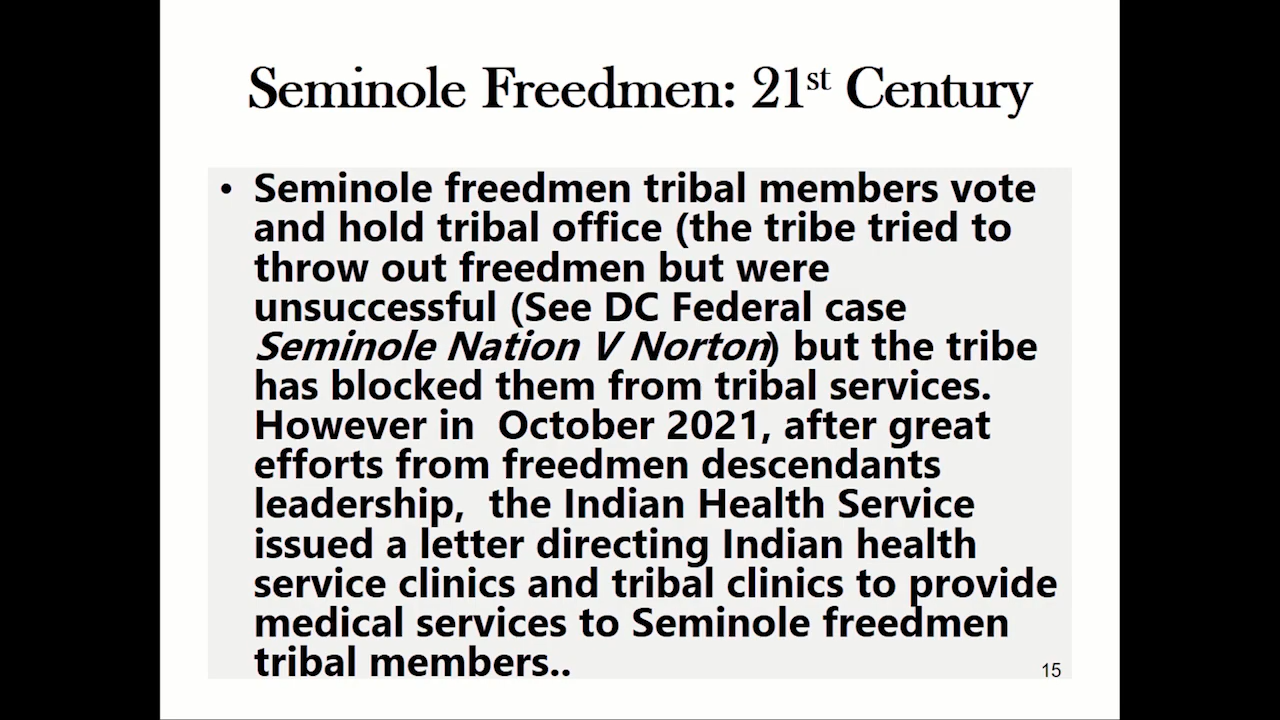 Seminole Freedmen: 21st Century
• Seminole freedmen tribal members vote
and hold tribal office (the tribe tried to
throw out freedmen but were
unsuccessful (See DC Federal case
Seminole Nation V Norton) but the tribe
has blocked them from tribal services.
However in  October 2021, after great
efforts from freedmen descendants
leadership,  the Indian Health Service
issued a letter directing Indian health
service clinics and tribal clinics to provide
medical services to Seminole freedmen
tribal members..
15